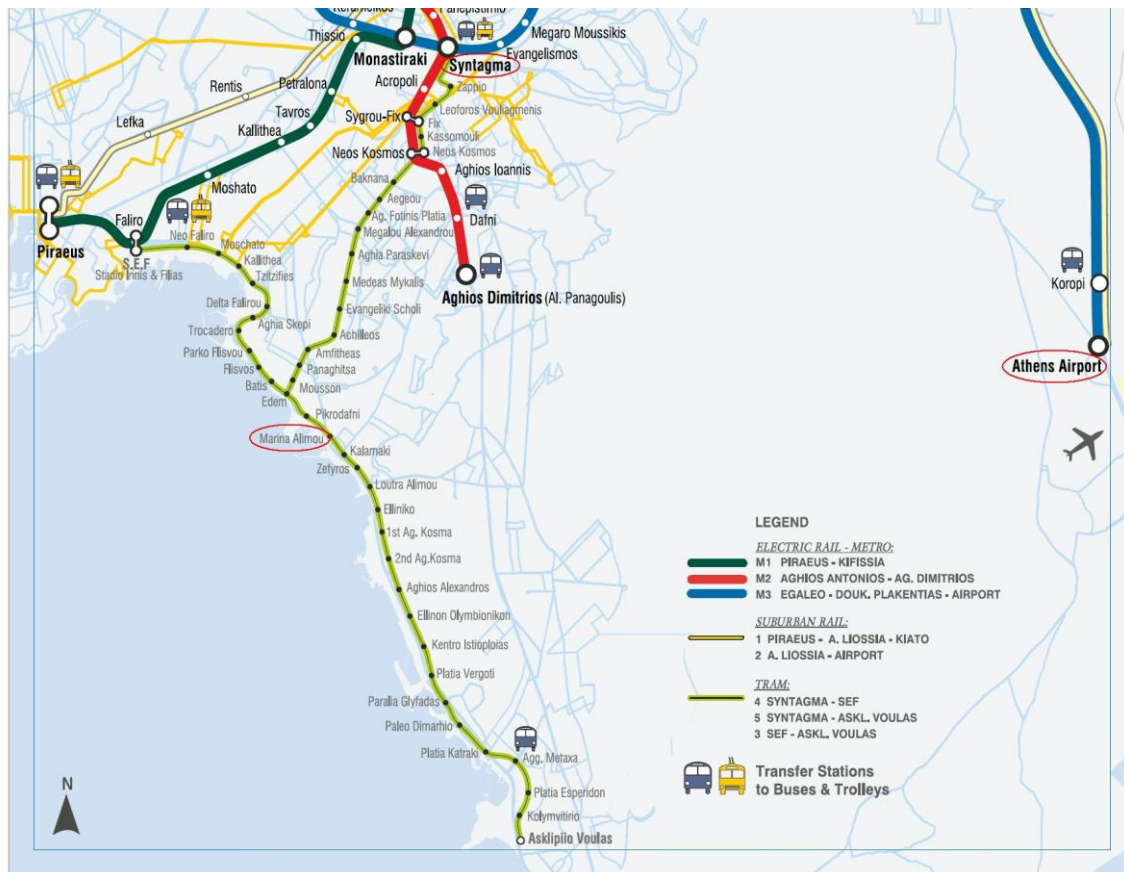 Kerameikos
Panepistimio
Thissio
Monastiraki
Syntagma
Megaro Moussikis
Evangelismos
Acropoli
Zappio
Petralona
Rentis
Leoforos Vouliagmenis
Sygrou-Fix
Fix
Tavros
Kassomouli
Lefka
Kallithea
Neos Kosmos
Neos Kosmos
Aghios Ioannis
Baknana
Moshato
Aegeou
Ag. Fotinis Platia
Dafni
Faliro
Neo Faliro
Megalou Alexandrou
Piraeus
Moschato
S.E.F
Aghia Paraskevi
Kallithea
Stadio Irinis & Filias
Tzitzifies
Medeas Mykalis
Koropi
Aghios Dimitrios (Al. Panagoulis)
Delta Falirou
Evangeliki Scholi
Aghia Skepi
Trocadero
Achilleos
Parko Flisvou
Amfitheas
Flisvos
Panaghitsa
Athens Airport
Batis
Mousson
Edem
Pikrodafni
Marina Alimou
Kalamaki
Zefyros
Loutra Alimou
Elliniko
1st Ag. Kosma
2nd Ag.Kosma
Aghios Alexandros
Ellinon Olymbionikon
Kentro Istioploias
Platia Vergoti
Paralia Glyfadas
Paleo Dimarhio
Platia Katraki
Agg. Metaxa
Platia Esperidon
Kolymvitirio
Asklipiio Voulas
N
LEGEND
ELECTRIC RAIL - METRO:
M1 PIRAEUS - KIFISSIA
M2 AGHIOS ANTONIOS - AG. DIMITRIOS
M3 EGALEO - DOUK. PLAKENTIAS - AIRPORT
SUBURBAN RAIL:
1 PIRAEUS - A. LIOSSIA - KIATO
2 A. LIOSSIA - AIRPORT
TRAM:
4 SYNTAGMA - SEF
5 SYNTAGMA - ASKL. VOULAS
3 SEF - ASKL. VOULAS
Transfer Stations
to Buses & Trolleys